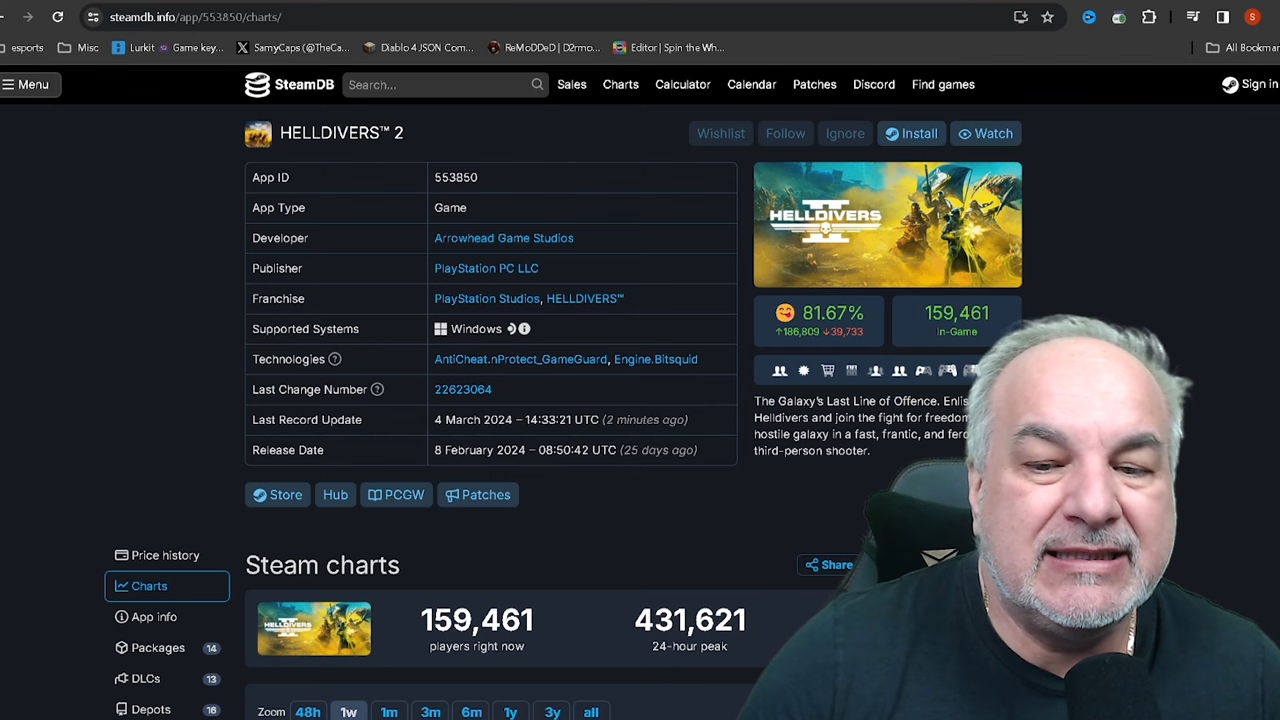 steamdb.info/app/553850/charts/
S
esports Misc Lurkit Game key... SamyCaps (@TheCa... Diablo 4 JSON Com... ReMoDDeD | D2rmo... Editor | Spin the Wh... All Bookmar
Menu SteamDB Search... Sales Charts Calculator Calendar Patches Discord Find games Sign in
HELLDIVERS™ 2 Wishlist Follow Ignore Install Watch
App ID 553850
App Type Game
Developer Arrowhead Game Studios
Publisher PlayStation PC LLC
Franchise PlayStation Studios, HELLDIVERS™
Supported Systems Windows
Technologies AntiCheat.nProtect_GameGuard, Engine.Bitsquid
Last Change Number 22623064
Last Record Update 4 March 2024 – 14:33:21 UTC (2 minutes ago)
Release Date 8 February 2024 – 08:50:42 UTC (25 days ago)
HELLDIVERS
II
81.67% 159,461
↑186,809 ↓39,733 In-Game
The Galaxy's Last Line of Offence. Enlis
Helldivers and join the fight for freedom
hostile galaxy in a fast, frantic, and fero
third-person shooter.
Store Hub PCGW Patches
Price history
Charts
App info
Packages 14
DLCs 13
Depots 16
Steam charts Share
HELLDIVERS
159,461 431,621
players right now 24-hour peak
Zoom 48h 1w 1m 3m 6m 1y 3y all